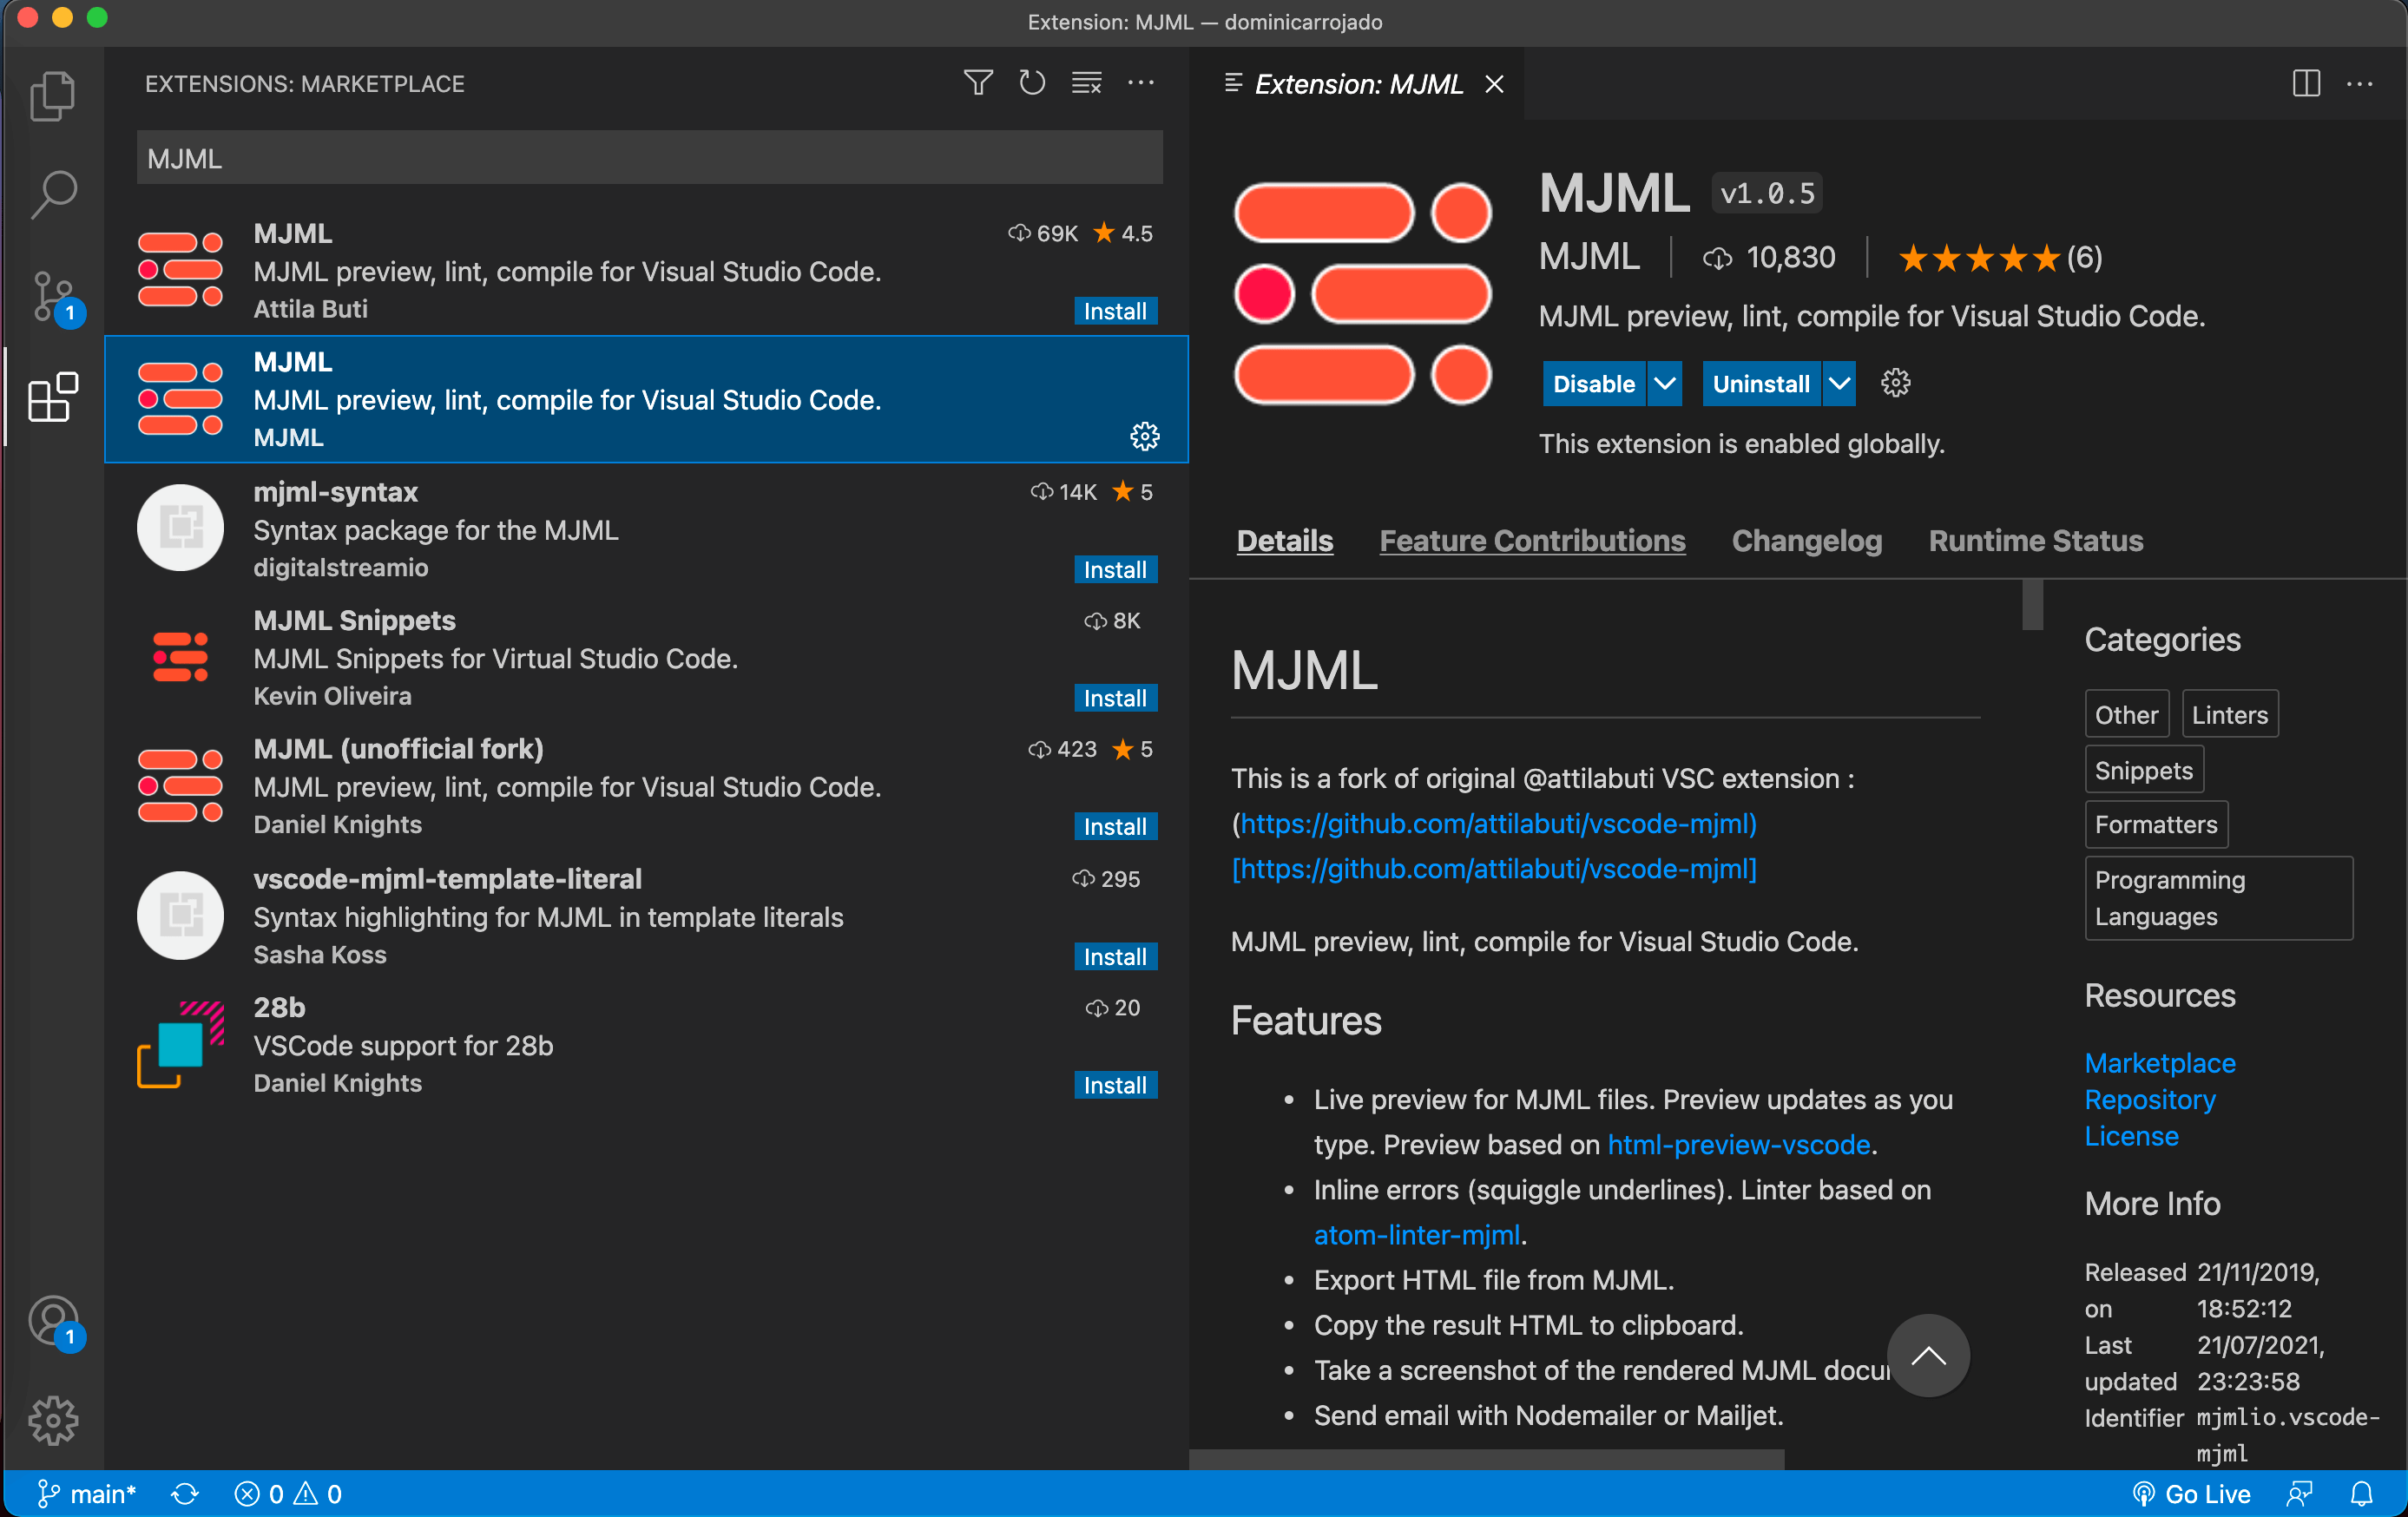 Extension: MJML — dominicarrojado
EXTENSIONS: MARKETPLACE
MJML
MJML
69K 4.5
MJML preview, lint, compile for Visual Studio Code.
Attila Buti
Install
MJML
MJML preview, lint, compile for Visual Studio Code.
MJML
mjml-syntax
14K 5
Syntax package for the MJML
digitalstreamio
Install
MJML Snippets
8K
MJML Snippets for Virtual Studio Code.
Kevin Oliveira
Install
MJML (unofficial fork)
423 5
MJML preview, lint, compile for Visual Studio Code.
Daniel Knights
Install
vscode-mjml-template-literal
295
Syntax highlighting for MJML in template literals
Sasha Koss
Install
28b
20
VSCode support for 28b
Daniel Knights
Install
1
1
Extension: MJML
MJML v1.0.5
MJML 10,830 (6)
MJML preview, lint, compile for Visual Studio Code.
Disable Uninstall
This extension is enabled globally.
Details Feature Contributions Changelog Runtime Status
MJML
This is a fork of original @attilabuti VSC extension :
(https://github.com/attilabuti/vscode-mjml)
[https://github.com/attilabuti/vscode-mjml]
MJML preview, lint, compile for Visual Studio Code.
Features
• Live preview for MJML files. Preview updates as you
type. Preview based on html-preview-vscode.
• Inline errors (squiggle underlines). Linter based on
atom-linter-mjml.
• Export HTML file from MJML.
• Copy the result HTML to clipboard.
• Take a screenshot of the rendered MJML docu
• Send email with Nodemailer or Mailjet.
Categories
Other Linters
Snippets
Formatters
Programming
Languages
Resources
Marketplace
Repository
License
More Info
Released 21/11/2019,
on 18:52:12
Last 21/07/2021,
updated 23:23:58
Identifier mjmlio.vscode-
mjml
main* 0 0
Go Live